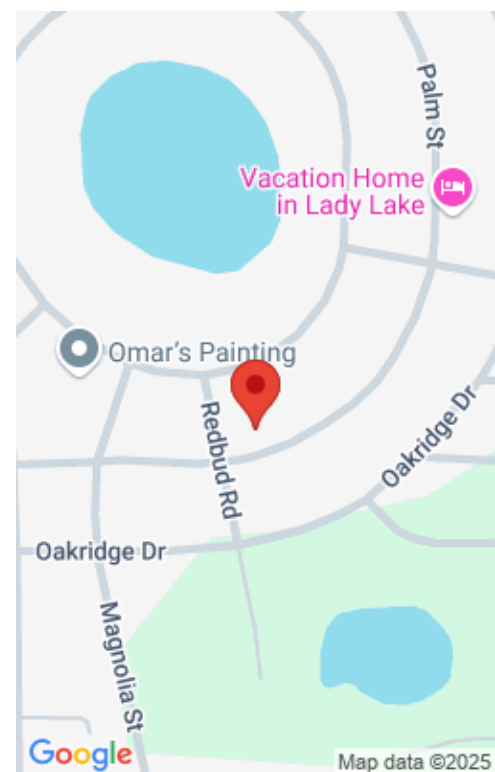 Palm St
Vacation Home
in Lady Lake
Omar's Painting
Redbud Rd
Oakridge Dr
Oakridge Dr
Magnolia St
Google
Map data ©2025